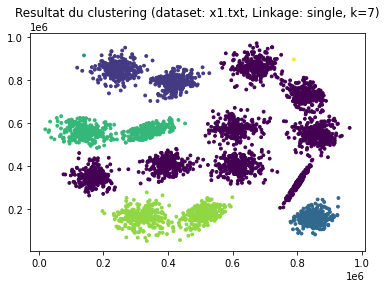 Resultat du clustering (dataset: x1.txt, Linkage: single, k=7)
1e6
1.0
0.8
0.6
0.4
0.2
0.0 0.2 0.4 0.6 0.8 1.0
1e6